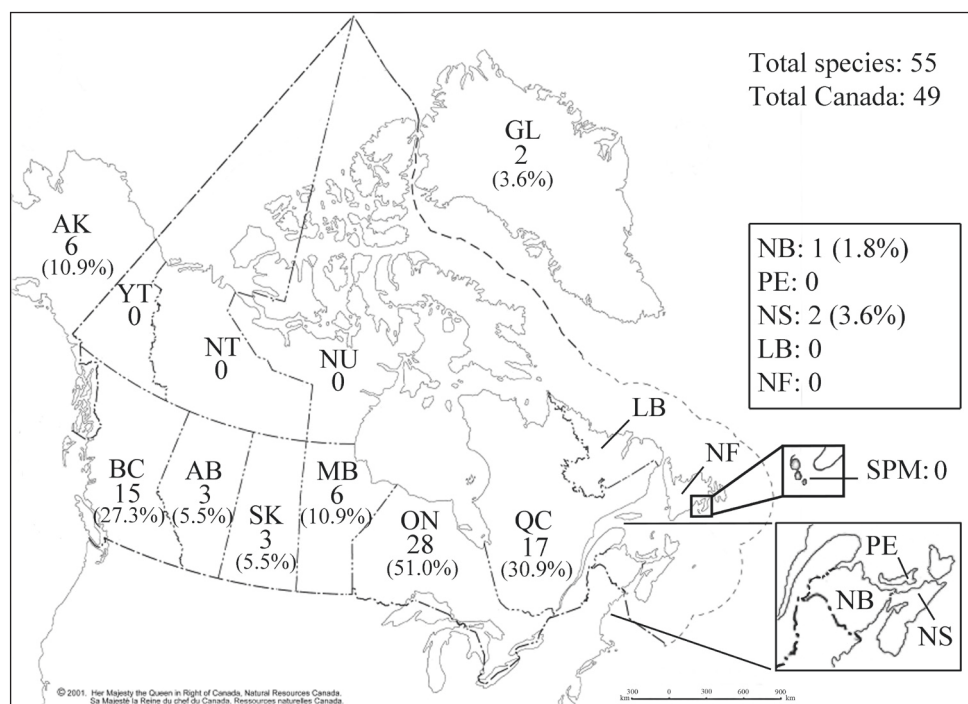 Total species: 55
Total Canada: 49
GL
2
(3.6%)
AK
6
(10.9%)
YT
0
NT
0
NU
0
NB: 1 (1.8%)
PE: 0
NS: 2 (3.6%)
LB: 0
NF: 0
LB
NF
SPM: 0
BC
15
(27.3%)
AB
3
(5.5%)
SK
3
(5.5%)
MB
6
(10.9%)
ON
28
(51.0%)
QC
17
(30.9%)
PE
NB
NS
© 2001. Her Majesty the Queen in Right of Canada, Natural Resources Canada.
Sa Majesté la Reine du chef du Canada, Ressources naturelles Canada.
300 0 300 600 900
km